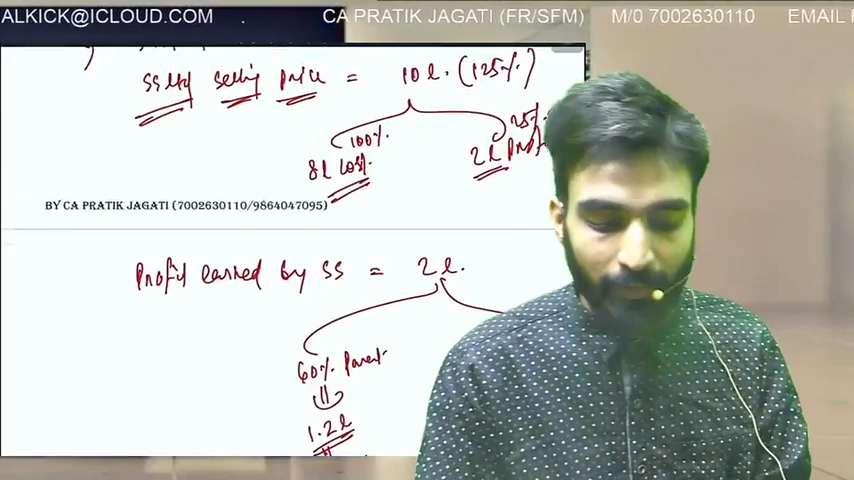 ALKICK@ICLOUD.COM . CA PRATIK JAGATI (FR/SFM) M/0 7002630110 EMAIL
SS Ltd Selling price = 10 l. (125%)
100% 25%
8 l Cost. 2 l Profit
BY CA PRATIK JAGATI (7002630110/9864047095)
Profit earned by SS = 2 l.
60% Parent
1.2 l